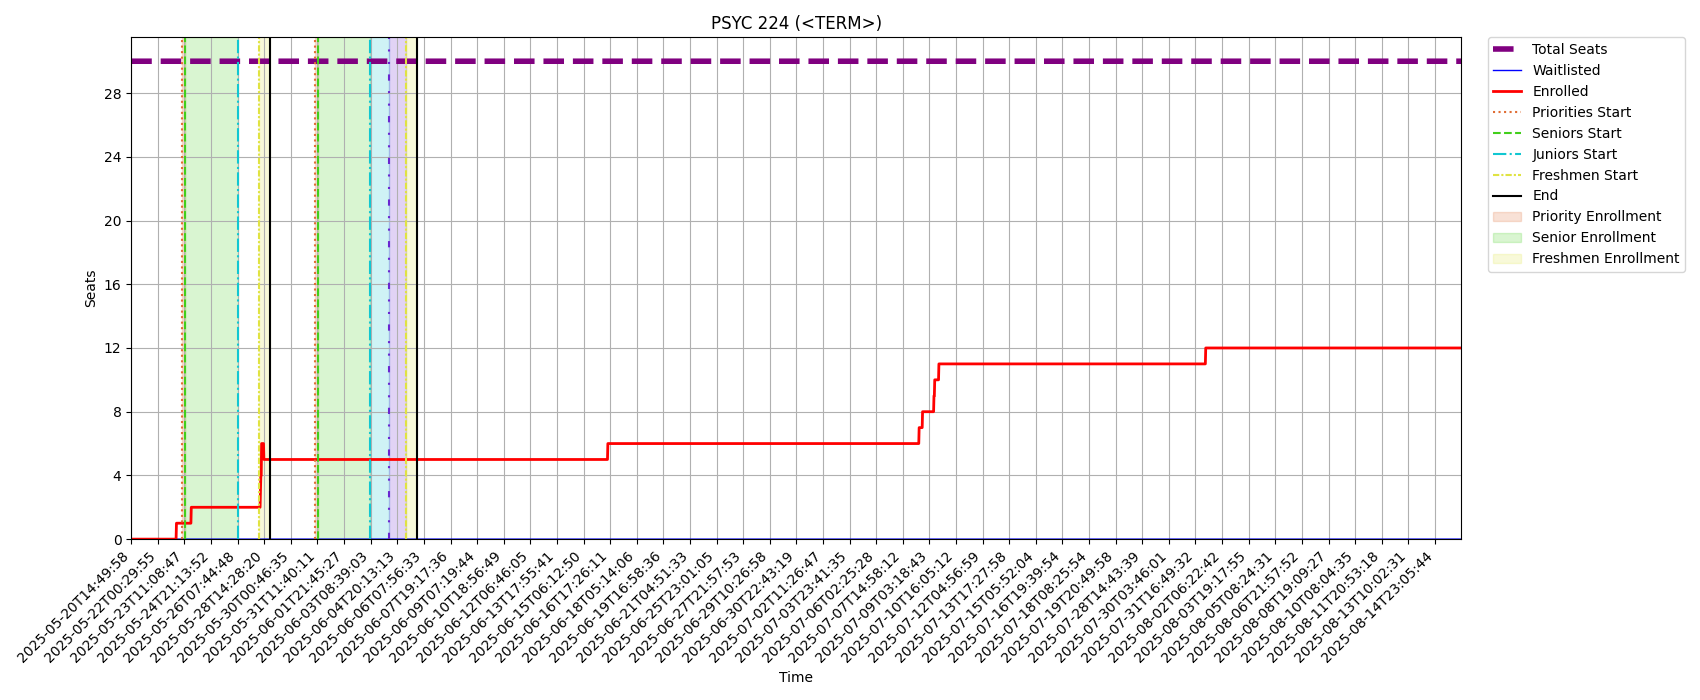 PSYC 224 (<TERM>)
Total Seats
Waitlisted
Enrolled
Priorities Start
Seniors Start
Juniors Start
Freshmen Start
End
Priority Enrollment
Senior Enrollment
Freshmen Enrollment
Seats
28
24
20
16
12
8
4
0
2025-05-20T14:49:58
2025-05-22T00:29:55
2025-05-23T11:08:47
2025-05-24T21:13:52
2025-05-26T07:44:48
2025-05-28T14:28:20
2025-05-30T00:46:35
2025-05-31T11:40:11
2025-06-01T21:45:27
2025-06-03T08:39:03
2025-06-04T20:13:13
2025-06-06T07:56:33
2025-06-07T19:17:36
2025-06-09T07:19:44
2025-06-10T18:56:49
2025-06-12T06:46:05
2025-06-13T17:55:41
2025-06-15T06:12:50
2025-06-16T17:26:11
2025-06-18T05:14:06
2025-06-19T16:58:36
2025-06-21T04:51:33
2025-06-25T23:01:05
2025-06-27T21:57:53
2025-06-29T10:26:58
2025-06-30T22:43:19
2025-07-02T11:26:47
2025-07-03T23:41:35
2025-07-06T02:25:28
2025-07-07T14:58:12
2025-07-09T03:18:43
2025-07-10T16:05:12
2025-07-12T04:56:59
2025-07-13T17:27:58
2025-07-15T05:52:04
2025-07-16T19:39:54
2025-07-18T08:25:54
2025-07-19T20:49:58
2025-07-28T14:43:39
2025-07-30T03:46:01
2025-07-31T16:49:32
2025-08-02T06:22:42
2025-08-03T19:17:55
2025-08-05T08:24:31
2025-08-06T21:57:52
2025-08-08T19:09:27
2025-08-10T08:04:35
2025-08-11T20:53:18
2025-08-13T10:02:31
2025-08-14T23:05:44
Time